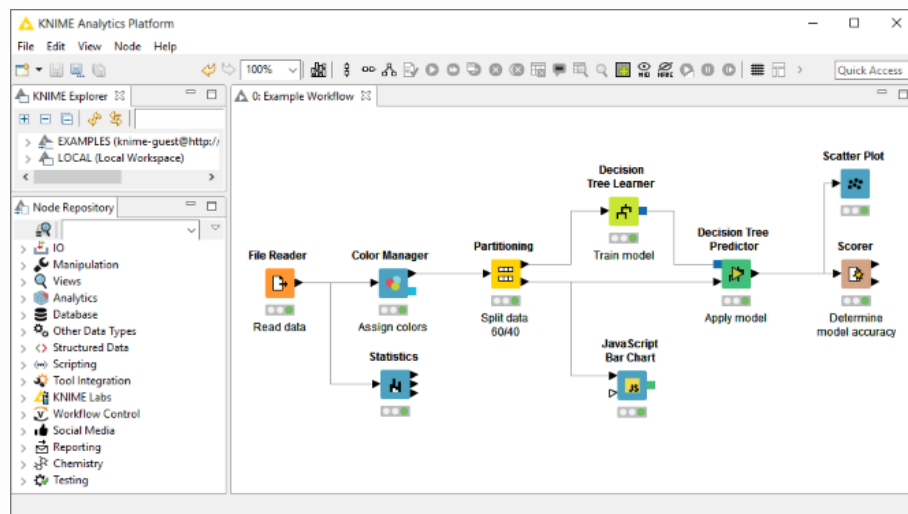 KNIME Analytics Platform
File Edit View Node Help
100%
Quick Access
KNIME Explorer
EXAMPLES (knime-guest@http:/
LOCAL (Local Workspace)
Node Repository
IO
Manipulation
Views
Analytics
Database
Other Data Types
Structured Data
Scripting
Tool Integration
KNIME Labs
Workflow Control
Social Media
Reporting
Chemistry
Testing
0: Example Workflow
File Reader
Read data
Color Manager
Assign colors
Statistics
Partitioning
Split data
60/40
Decision
Tree Learner
Train model
JavaScript
Bar Chart
JS
Decision Tree
Predictor
Apply model
Scatter Plot
Scorer
Determine
model accuracy